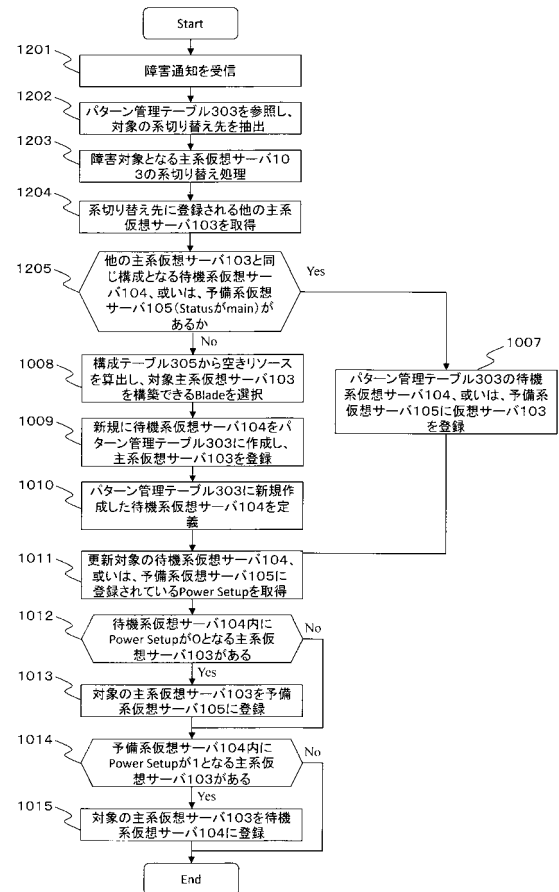 Start
1201
障害通知を受信
1202
パターン管理テーブル303を参照し、
対象の系切り替え先を抽出
1203
障害対象となる主系仮想サーバ10
3の系切り替え処理
1204
系切り替え先に登録される他の主系
仮想サーバ103を取得
1205
他の主系仮想サーバ103と同
じ構成となる待機系仮想サー
バ104、或いは、予備系仮想
サーバ105(Statusがmain)が
あるか
Yes
No
1007
パターン管理テーブル303の待機
系仮想サーバ104、或いは、予備系
仮想サーバ105に仮想サーバ103
を登録
1008
構成テーブル305から空きリソース
を算出し、対象主系仮想サーバ103
を構築できるBladeを選択
1009
新規に待機系仮想サーバ104をパ
ターン管理テーブル303に作成し、
主系仮想サーバ103を登録
1010
パターン管理テーブル303に新規作
成した待機系仮想サーバ104を定
義
1011
更新対象の待機系仮想サーバ104、
或いは、予備系仮想サーバ105に
登録されているPower Setupを取得
1012
待機系仮想サーバ104内に
Power Setupが0となる主系仮
想サーバ103がある
No
Yes
1013
対象の主系仮想サーバ103を予備
系仮想サーバ105に登録
1014
予備系仮想サーバ104内に
Power Setupが1となる主系仮
想サーバ103がある
No
Yes
1015
対象の主系仮想サーバ103を待機
系仮想サーバ104に登録
End